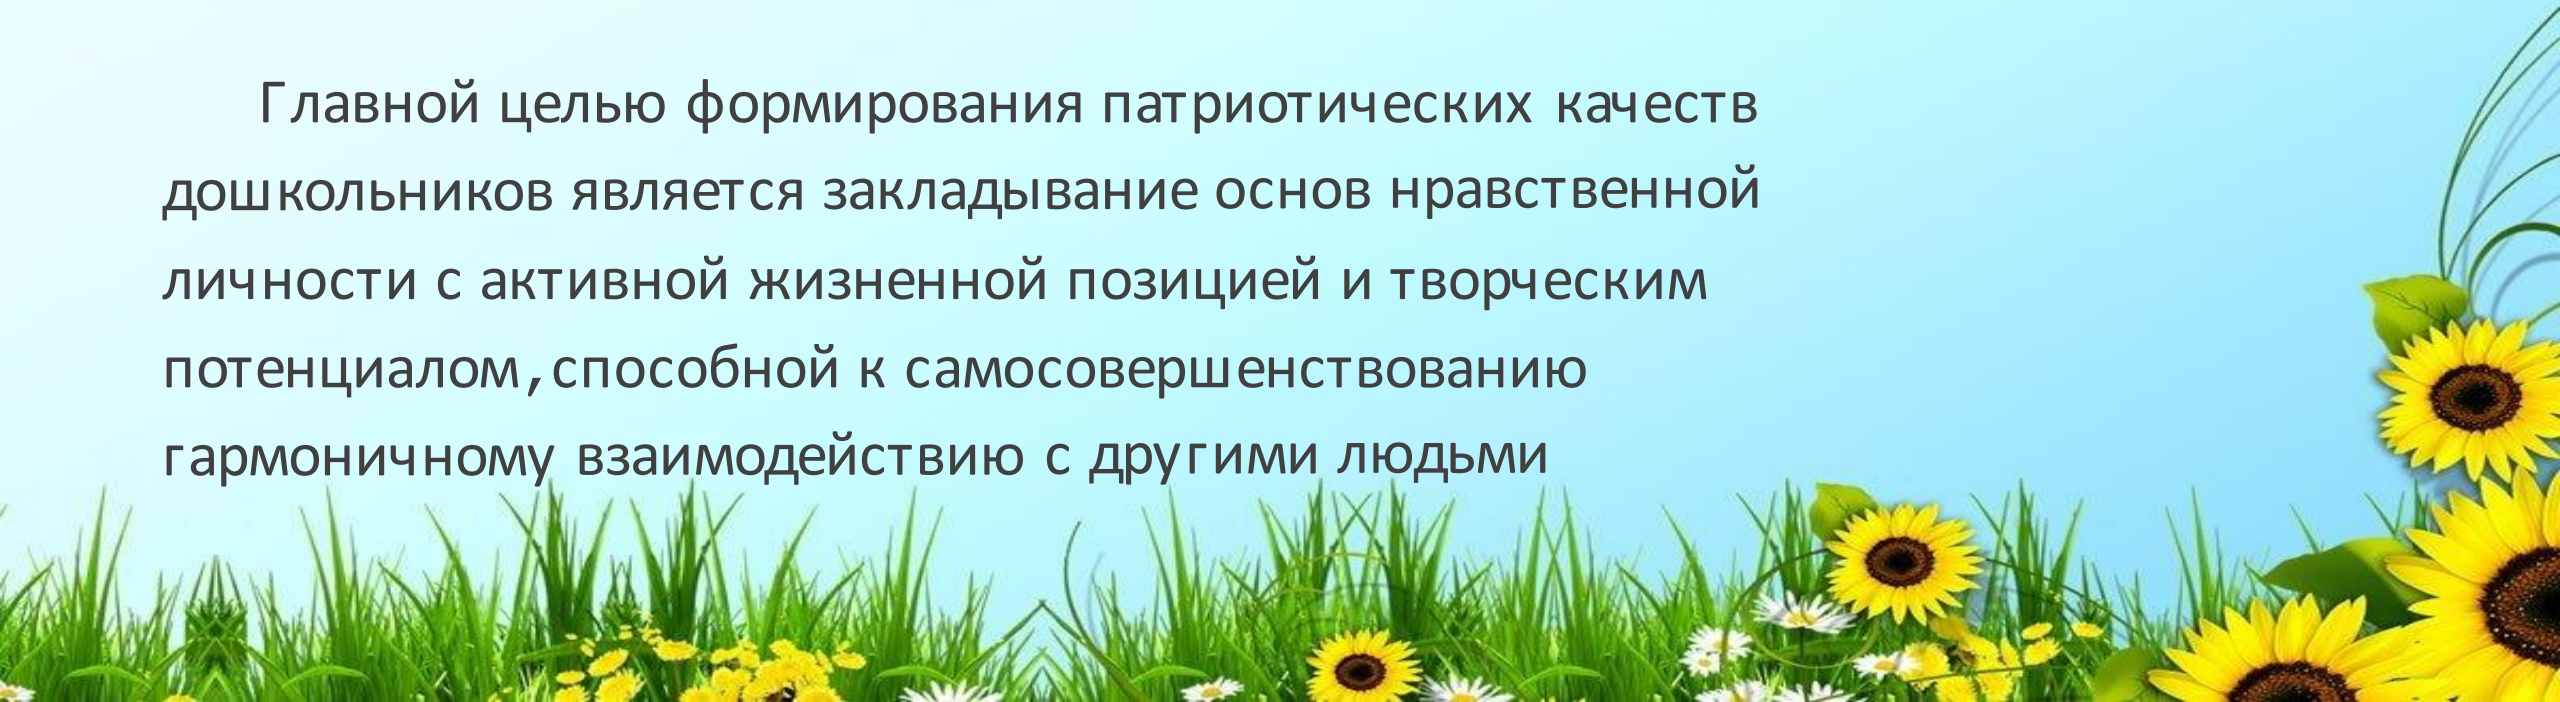 Главной целью формирования патриотических качеств
дошкольников является закладывание основ нравственной
личности с активной жизненной позицией и творческим
потенциалом,способной к самосовершенствованию
гармоничному взаимодействию с другими людьми